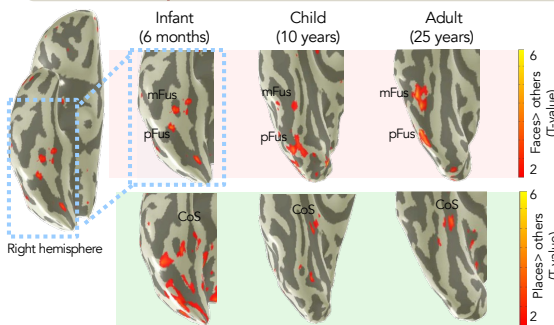 Infant
(6 months)
Child
(10 years)
Adult
(25 years)
mFus
pFus
mFus
pFus
mFus
pFus
6
2
Faces> others
(T-value)
Right hemisphere
CoS
CoS
CoS
6
2
Places> others
(T-value)